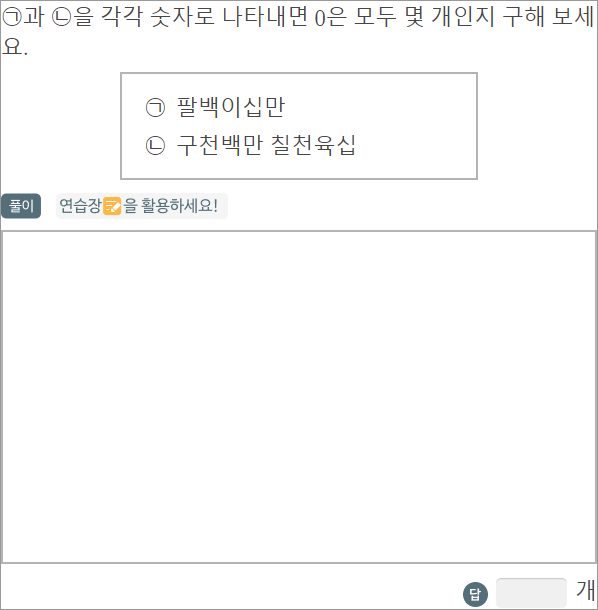 ㉠과 ㉡을 각각 숫자로 나타내면 0은 모두 몇 개인지 구해 보세
요.
㉠ 팔백이십만
㉡ 구천백만 칠천육십
풀이 연습장을 활용하세요!
답 개